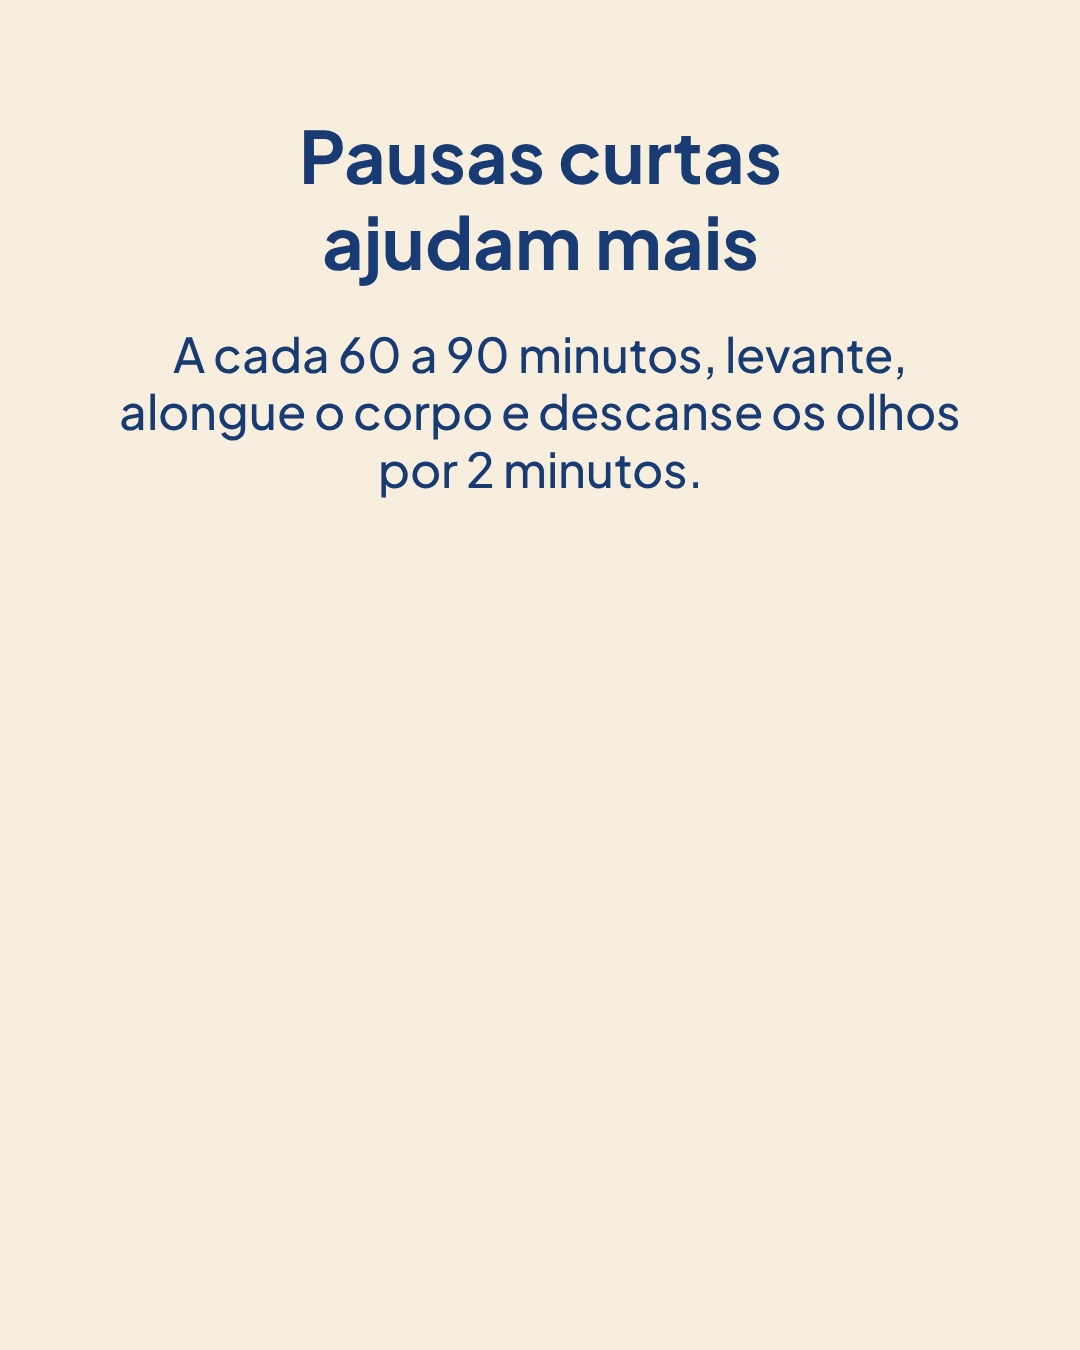 Pausas curtas
ajudam mais
A cada 60 a 90 minutos, levante,
alongue o corpo e descanse os olhos
por 2 minutos.